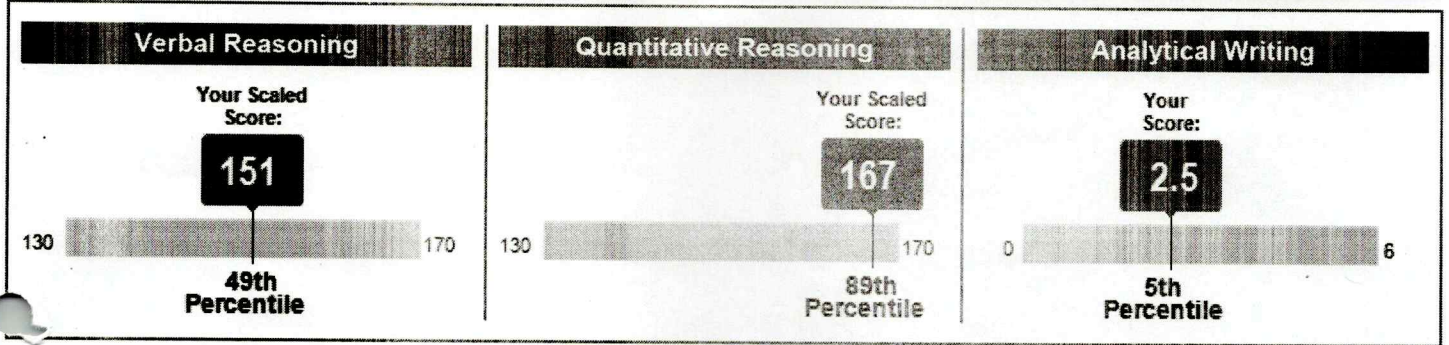 Verbal Reasoning
Your Scaled
Score:
151
130
170
49th
Percentile
Quantitative Reasoning
Your Scaled
Score:
167
130
170
89th
Percentile
Analytical Writing
Your
Score:
2.5
0
6
5th
Percentile